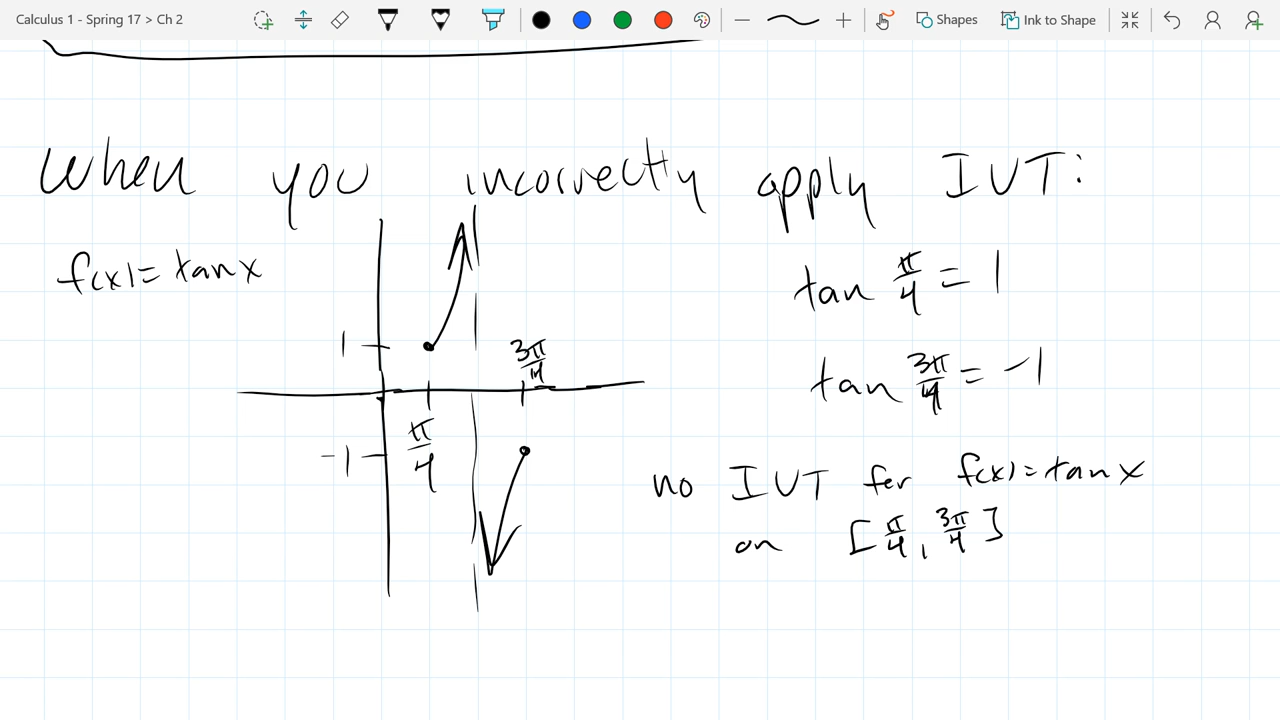 Calculus 1 - Spring 17 > Ch 2
Shapes
Ink to Shape
When you incorrectly apply IVT:
f(x) = tan x
1
-1
π/4
3π/4
tan π/4 = 1
tan 3π/4 = -1
no IVT for f(x) = tan x
on [π/4, 3π/4]